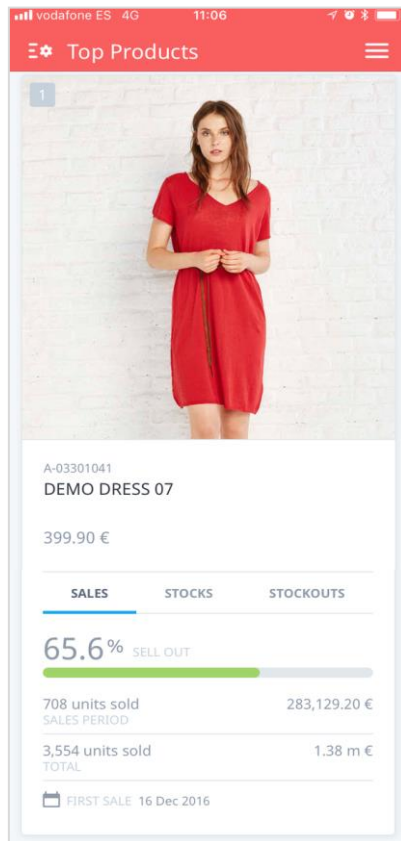 vodafone ES 4G 11:06
Top Products
1
A-03301041
DEMO DRESS 07
399.90 €
SALES STOCKS STOCKOUTS
65.6% SELL OUT
708 units sold 283,129.20 €
SALES PERIOD
3,554 units sold 1.38 m €
TOTAL
FIRST SALE 16 Dec 2016